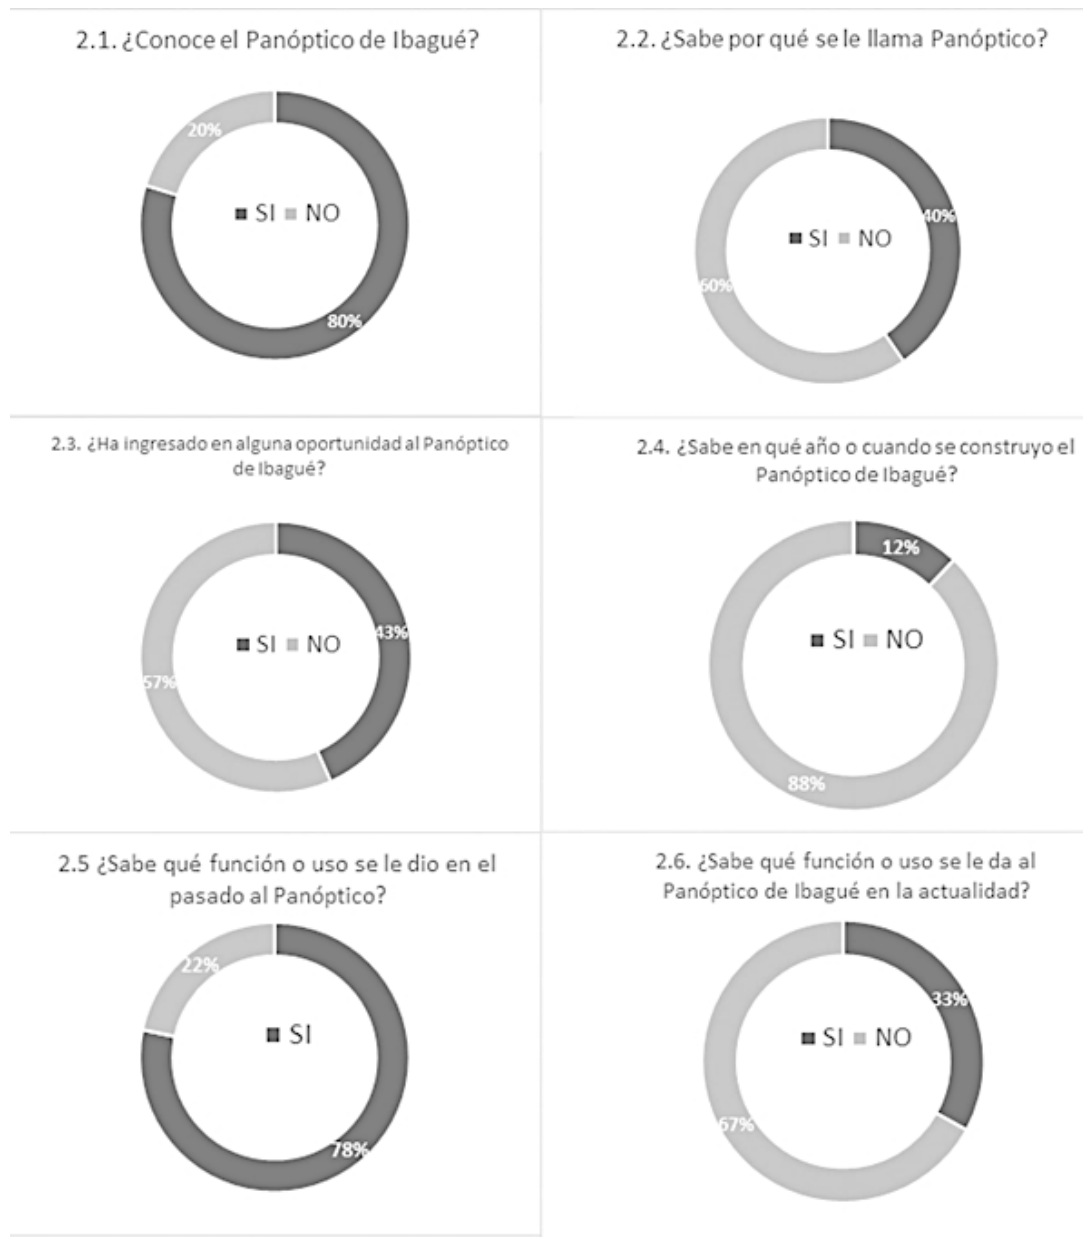 2.1. ¿Conoce el Panóptico de Ibagué?
20%
SI NO
80%
2.2. ¿Sabe por qué se le llama Panóptico?
40%
SI NO
60%
2.3. ¿Ha ingresado en alguna oportunidad al Panóptico
de Ibagué?
43%
SI NO
57%
2.4. ¿Sabe en qué año o cuando se construyo el
Panóptico de Ibagué?
12%
SI NO
88%
2.5 ¿Sabe qué función o uso se le dio en el
pasado al Panóptico?
22%
SI
78%
2.6. ¿Sabe qué función o uso se le da al
Panóptico de Ibagué en la actualidad?
33%
SI NO
67%